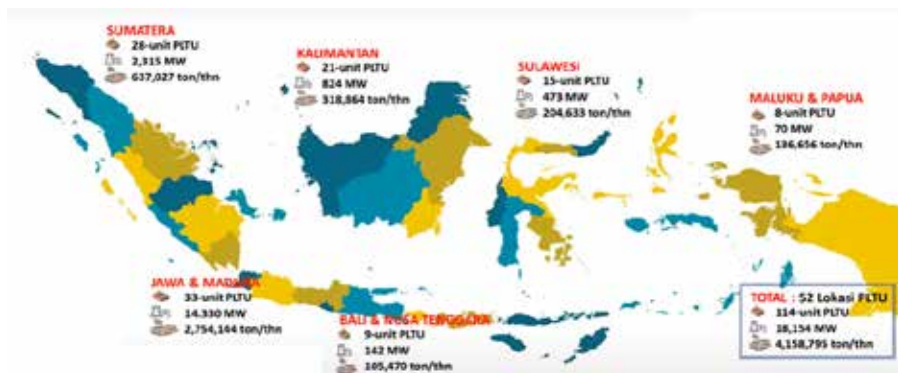 SUMATERA
28-unit PLTU
2,315 MW
637,027 ton/thn
KALIMANTAN
21-unit PLTU
824 MW
318,864 ton/thn
SULAWESI
15-unit PLTU
473 MW
204,633 ton/thn
MALUKU & PAPUA
8-unit PLTU
70 MW
136,656 ton/thn
JAWA & MADURA
33-unit PLTU
14.330 MW
2,754,144 ton/thn
BALI & NUSA TENGGARA
9-unit PLTU
142 MW
105,470 ton/thn
TOTAL : 52 Lokasi PLTU
114-unit PLTU
18,154 MW
4,156,795 ton/thn